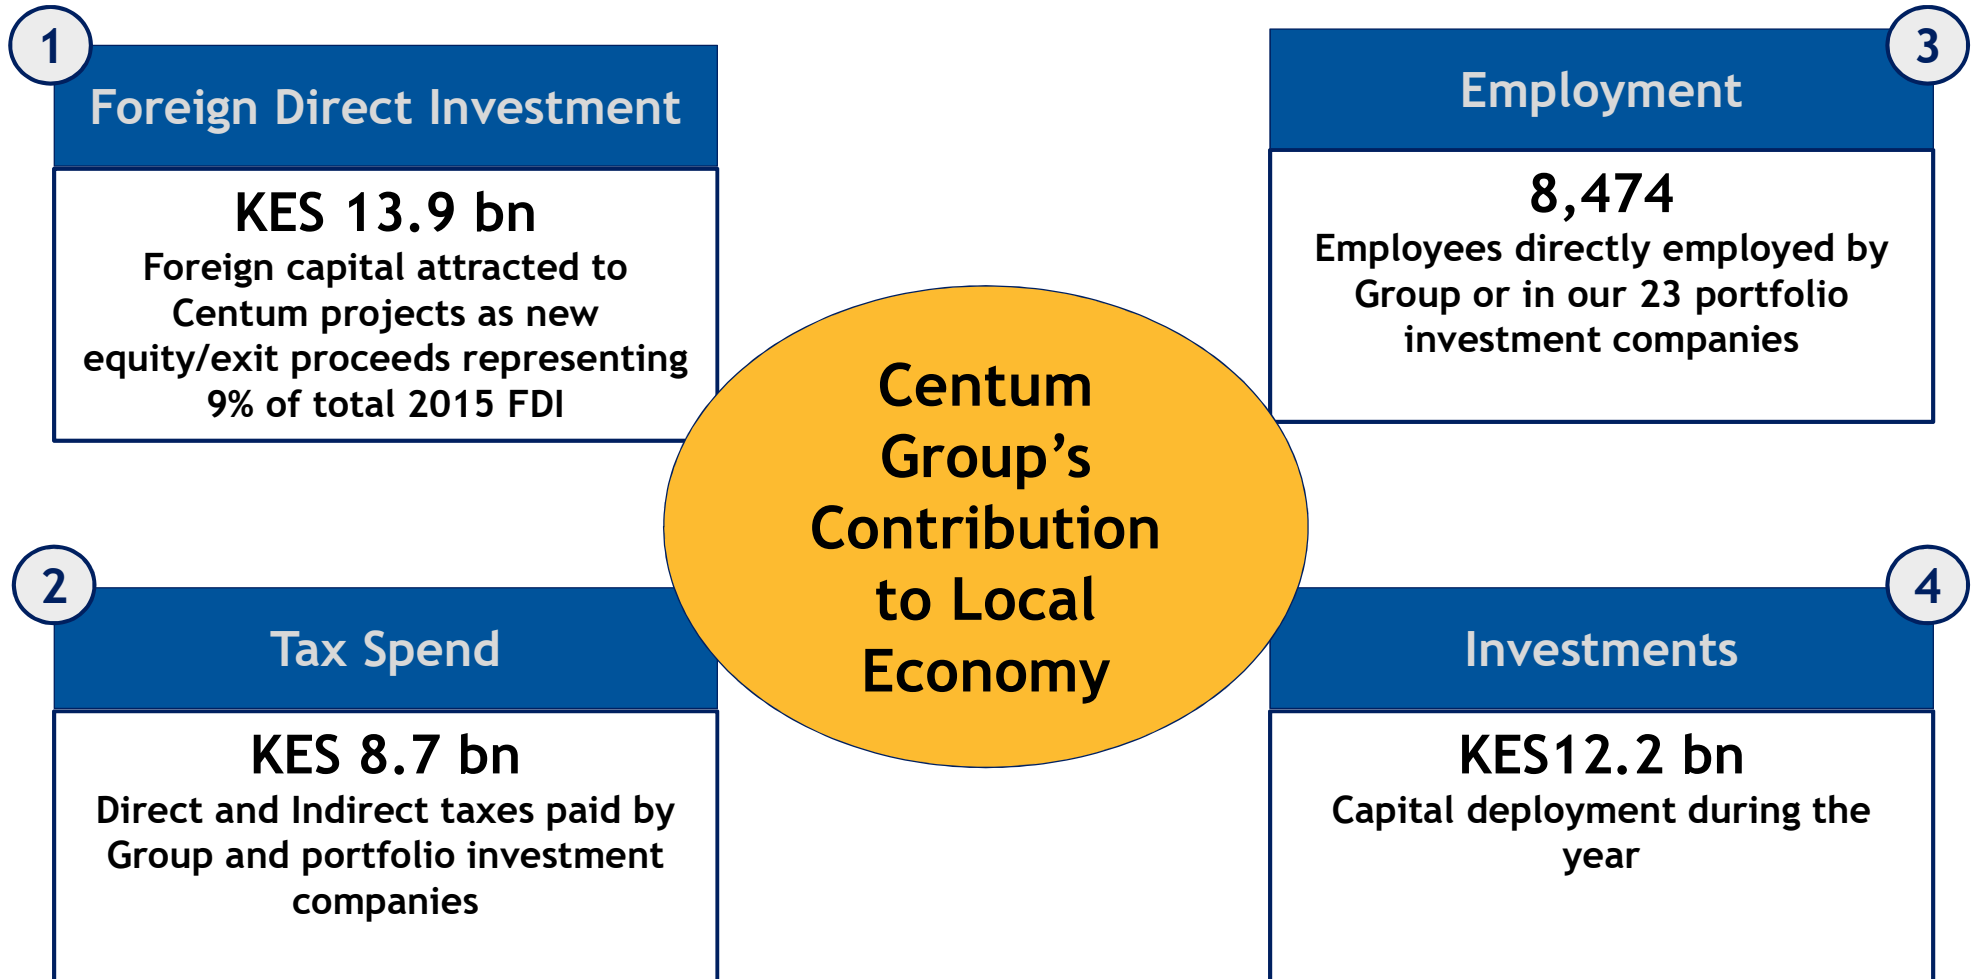 1
Foreign Direct Investment
KES 13.9 bn
Foreign capital attracted to
Centum projects as new
equity/exit proceeds representing
9% of total 2015 FDI
2
Tax Spend
KES 8.7 bn
Direct and Indirect taxes paid by
Group and portfolio investment
companies
Centum
Group’s
Contribution
to Local
Economy
3
Employment
8,474
Employees directly employed by
Group or in our 23 portfolio
investment companies
4
Investments
KES12.2 bn
Capital deployment during the
year